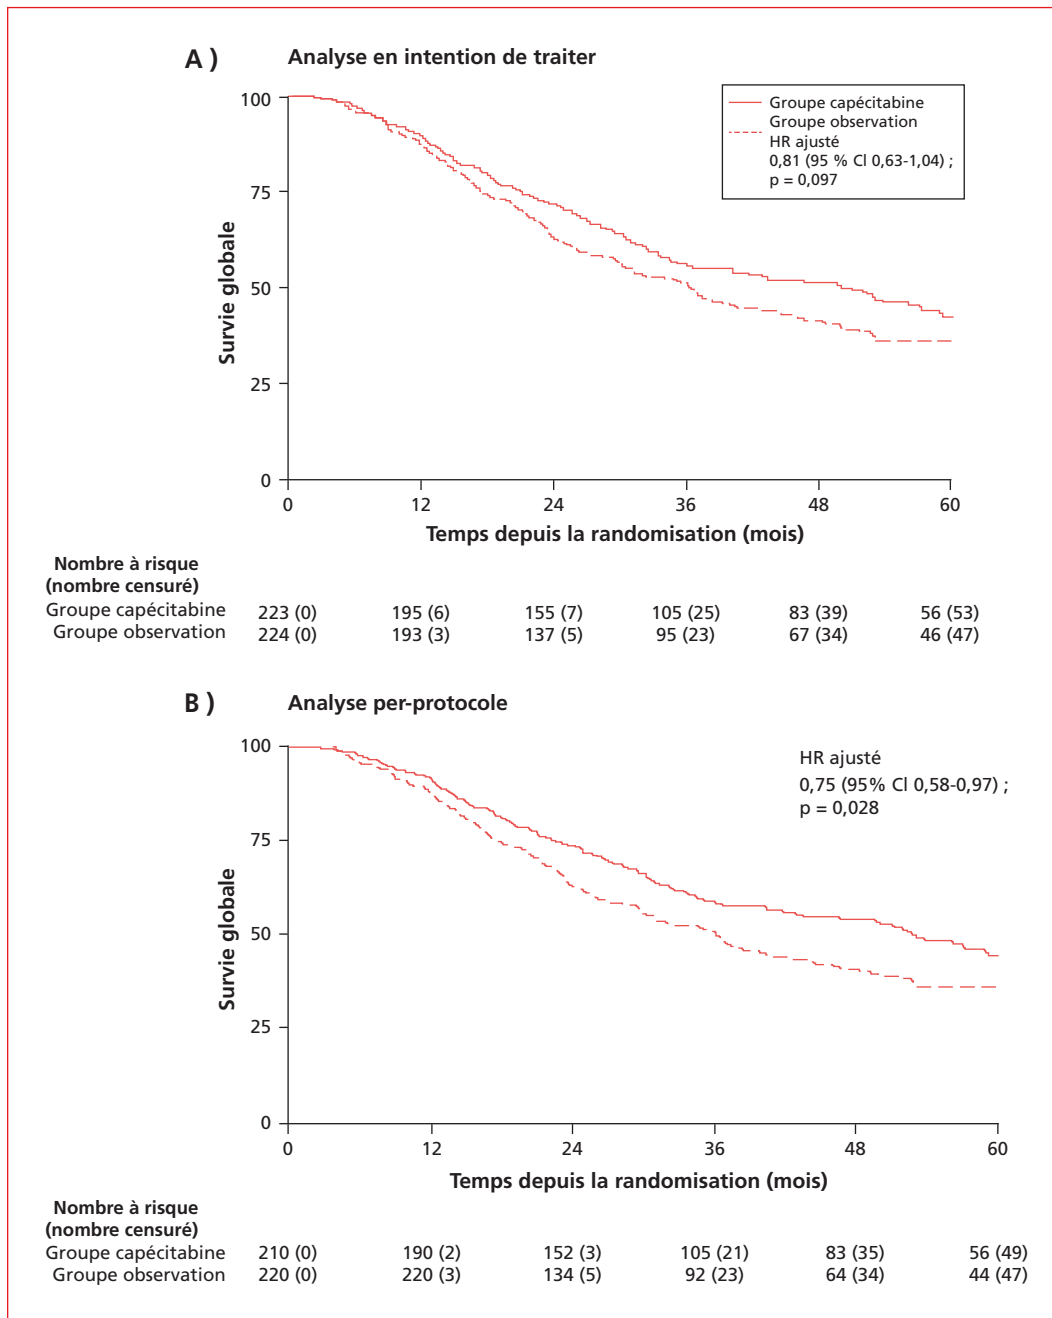 A )
Analyse en intention de traiter
Groupe capécitabine
Groupe observation
HR ajusté
0,81 (95 % CI 0,63-1,04) ;
p = 0,097
100
75
50
25
0
Survie globale
0 12 24 36 48 60
Temps depuis la randomisation (mois)
Nombre à risque
(nombre censuré)
Groupe capécitabine 223 (0) 195 (6) 155 (7) 105 (25) 83 (39) 56 (53)
Groupe observation 224 (0) 193 (3) 137 (5) 95 (23) 67 (34) 46 (47)
B )
Analyse per-protocole
HR ajusté
0,75 (95% CI 0,58-0,97) ;
p = 0,028
100
75
50
25
0
Survie globale
0 12 24 36 48 60
Temps depuis la randomisation (mois)
Nombre à risque
(nombre censuré)
Groupe capécitabine 210 (0) 190 (2) 152 (3) 105 (21) 83 (35) 56 (49)
Groupe observation 220 (0) 220 (3) 134 (5) 92 (23) 64 (34) 44 (47)